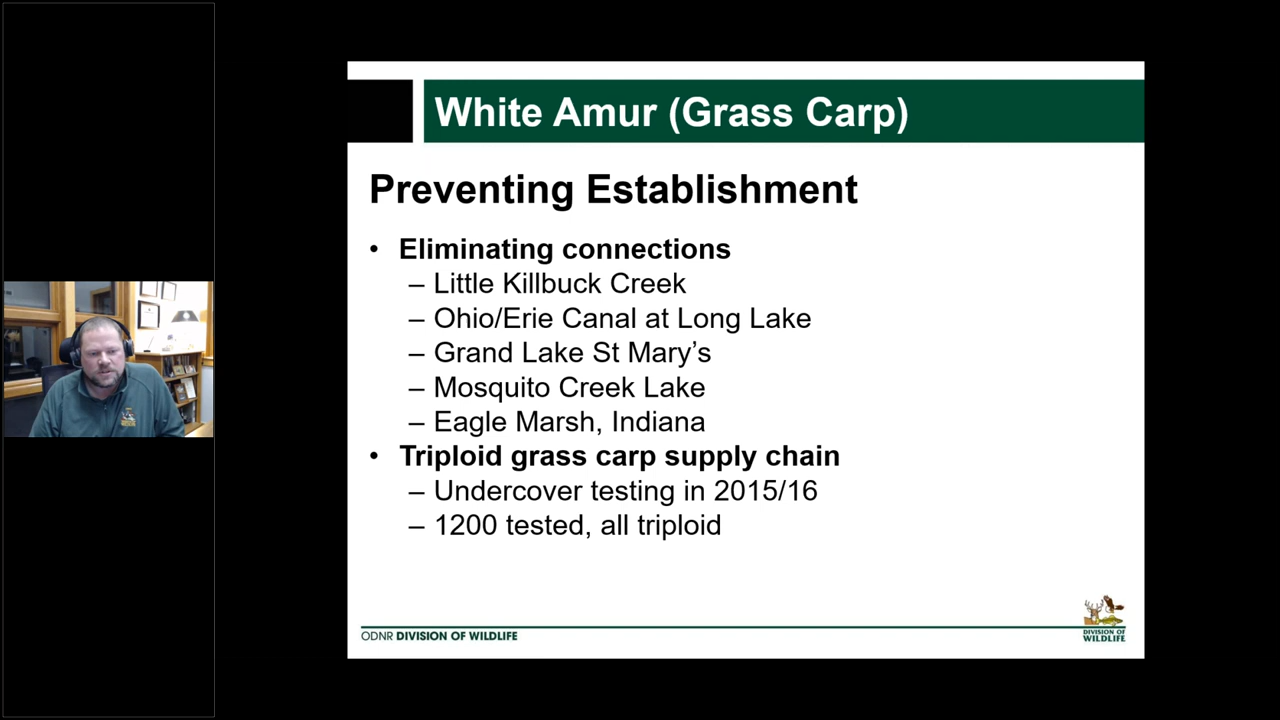 White Amur (Grass Carp)
Preventing Establishment
• Eliminating connections
– Little Killbuck Creek
– Ohio/Erie Canal at Long Lake
– Grand Lake St Mary’s
– Mosquito Creek Lake
– Eagle Marsh, Indiana
• Triploid grass carp supply chain
– Undercover testing in 2015/16
– 1200 tested, all triploid
ODNR DIVISION OF WILDLIFE
DIVISION OF
WILDLIFE